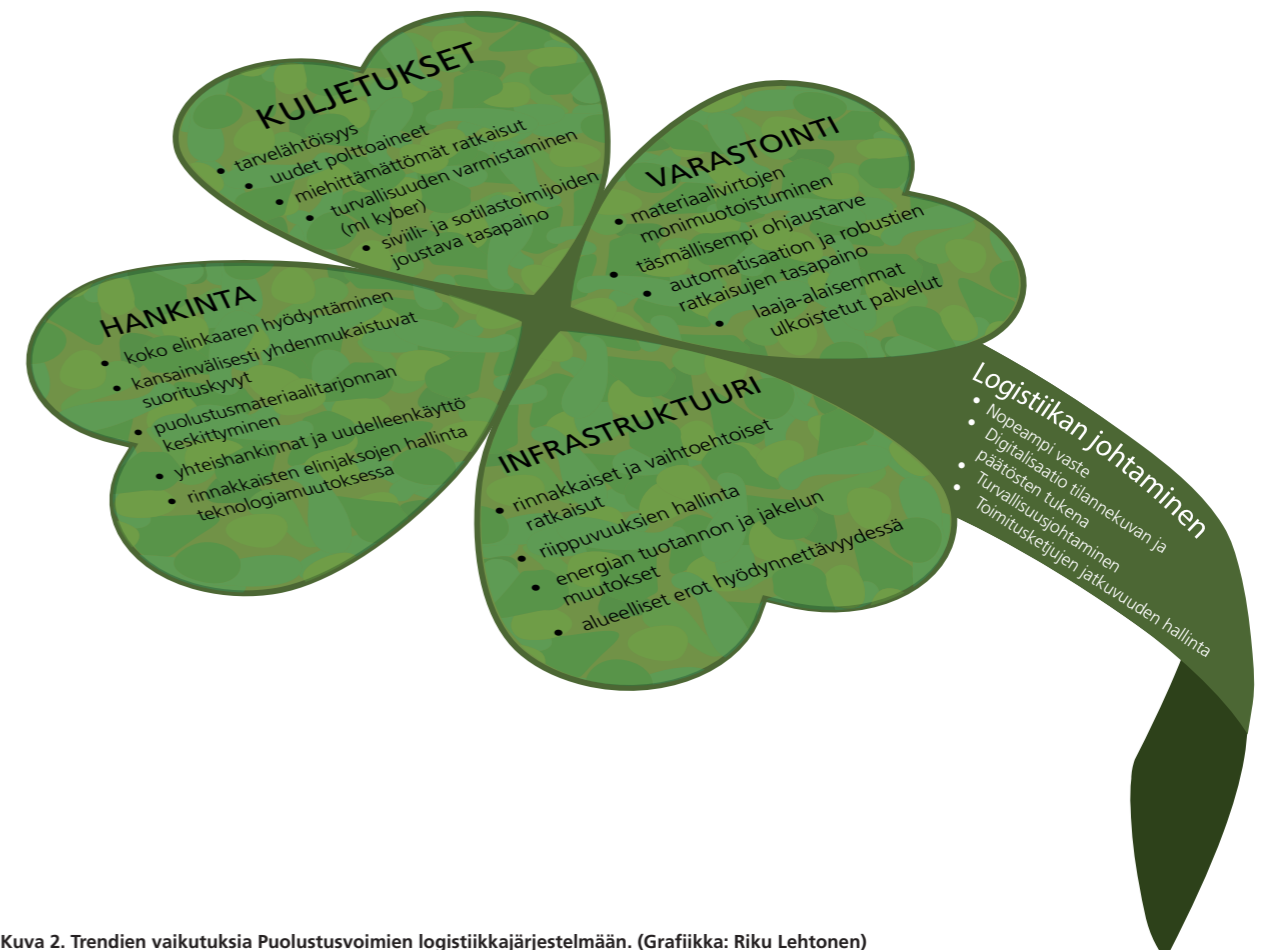 KULJETUKSET
• tarvelähtöisyys
• uudet polttoaineet
• miehittämättömät ratkaisut
• turvallisuuden varmistaminen
(ml kyber)
• siviili- ja sotilastoimijoiden
joustava tasapaino
VARASTOINTI
• materiaalivirtojen
monimuotoistuminen
• täsmällisempi ohjaustarve
• automatisaation ja robustien
ratkaisujen tasapaino
• laaja-alaisemmat
ulkoistetut palvelut
HANKINTA
• koko elinkaaren hyödyntäminen
• kansainvälisesti yhdenmukaistuvat
suorituskyvyt
• puolustusmateriaalitarjonnan
keskittyminen
• yhteishankinnat ja uudelleenkäyttö
• rinnakkaisten elinjaksojen hallinta
teknologiamuutoksessa
INFRASTRUKTUURI
• rinnakkaiset ja vaihtoehtoiset
ratkaisut
• riippuvuuksien hallinta
• energian tuotannon ja jakelun
muutokset
• alueelliset erot hyödynnettävyydessä
Logistiikan johtaminen
• Nopeampi vaste
• Digitalisaatio tilannekuvan ja
päätösten tukena
• Turvallisuusjohtaminen
• Toimitusketjujen jatkuvuuden hallinta
Kuva 2. Trendien vaikutuksia Puolustusvoimien logistiikkajärjestelmään. (Grafiikka: Riku Lehtonen)